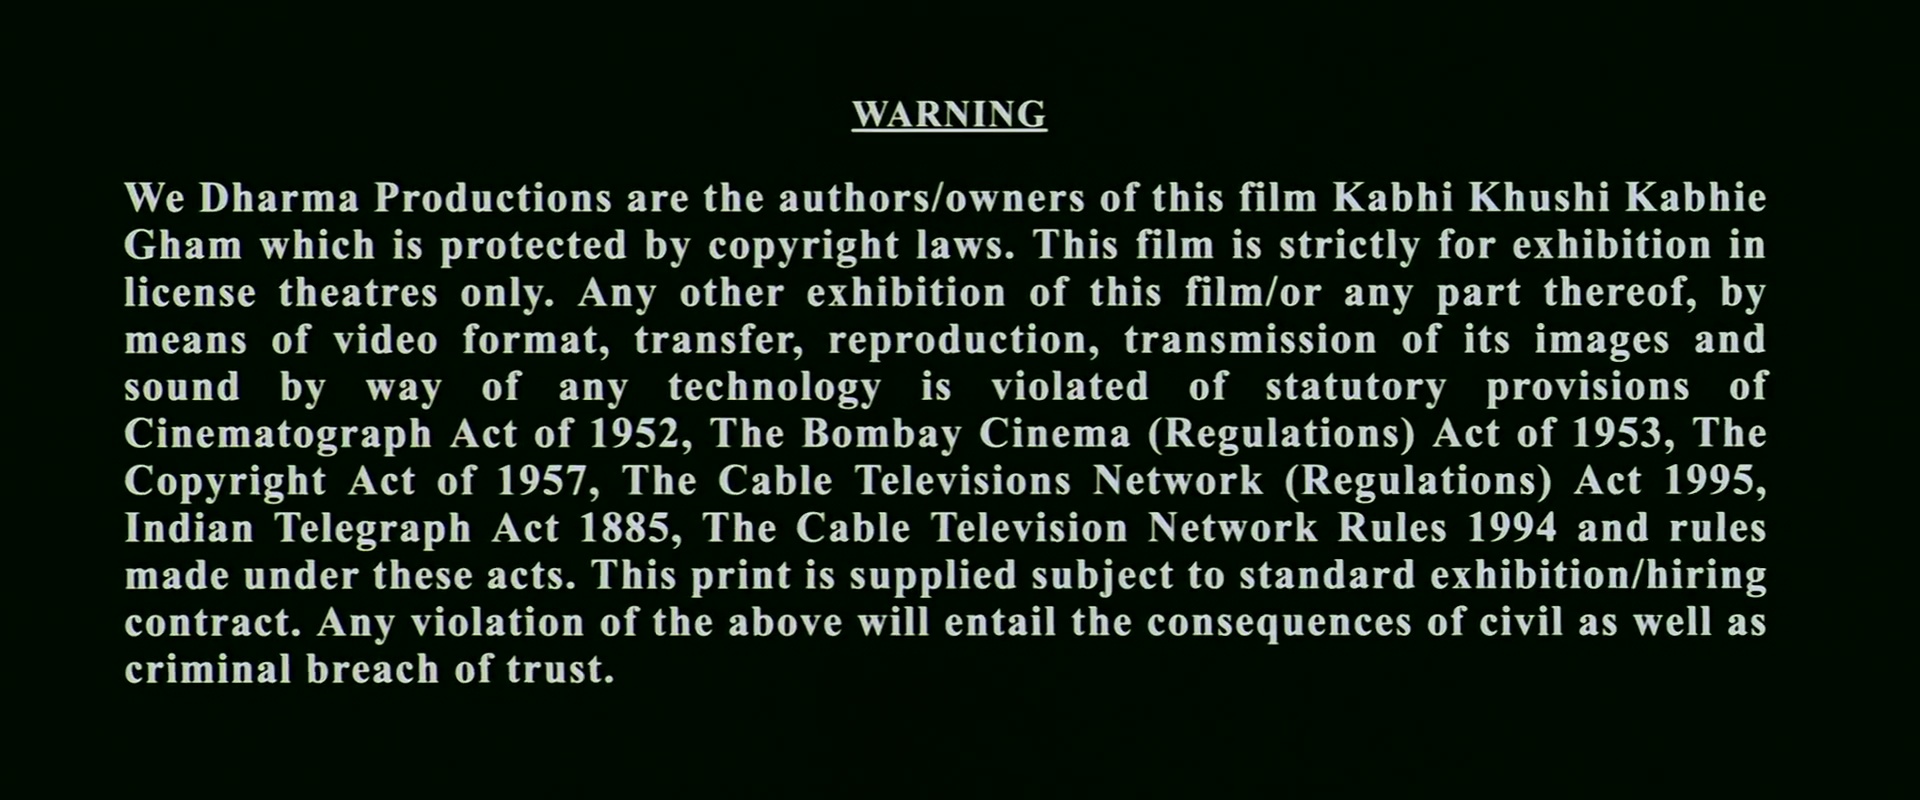 WARNING
We Dharma Productions are the authors/owners of this film Kabhi Khushi Kabhie
Gham which is protected by copyright laws. This film is strictly for exhibition in
license theatres only. Any other exhibition of this film/or any part thereof, by
means of video format, transfer, reproduction, transmission of its images and
sound by way of any technology is violated of statutory provisions of
Cinematograph Act of 1952, The Bombay Cinema (Regulations) Act of 1953, The
Copyright Act of 1957, The Cable Televisions Network (Regulations) Act 1995,
Indian Telegraph Act 1885, The Cable Television Network Rules 1994 and rules
made under these acts. This print is supplied subject to standard exhibition/hiring
contract. Any violation of the above will entail the consequences of civil as well as
criminal breach of trust.